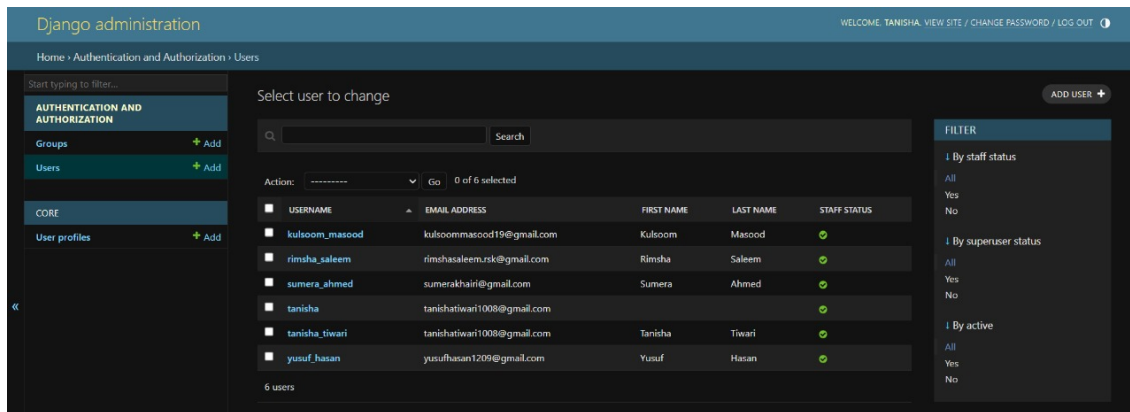 Django administration
WELCOME, TANISHA. VIEW SITE / CHANGE PASSWORD / LOG OUT
Home › Authentication and Authorization › Users
Start typing to filter...
AUTHENTICATION AND
AUTHORIZATION
Groups + Add
Users + Add
CORE
User profiles + Add
«
Select user to change
ADD USER +
Search
Action: --------- Go 0 of 6 selected
USERNAME EMAIL ADDRESS FIRST NAME LAST NAME STAFF STATUS
kulsoom_masood kulsoommasood19@gmail.com Kulsoom Masood
rimsha_saleem rimshasaleem.rsk@gmail.com Rimsha Saleem
sumera_ahmed sumerakhairi@gmail.com Sumera Ahmed
tanisha tanishatiwari1008@gmail.com
tanisha_tiwari tanishatiwari1008@gmail.com Tanisha Tiwari
yusuf_hasan yusufhasan1209@gmail.com Yusuf Hasan
6 users
FILTER
↓ By staff status
All
Yes
No
↓ By superuser status
All
Yes
No
↓ By active
All
Yes
No